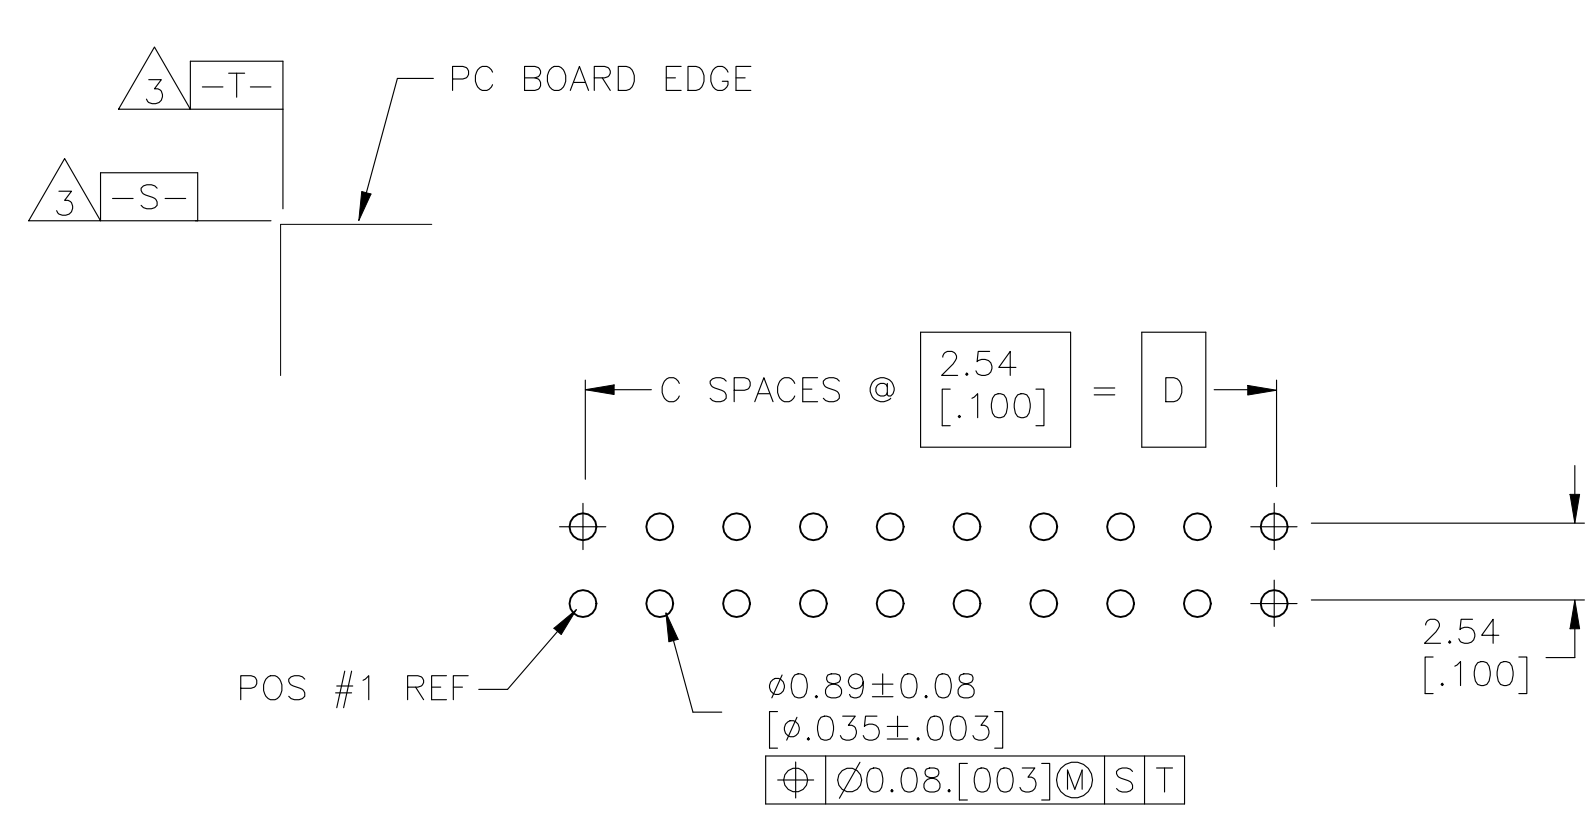 3 -T-
PC BOARD EDGE
3 -S-
C SPACES @ 2.54 [.100] = D
POS #1 REF
ø0.89±0.08
[ø.035±.003]
⌖ Ø0.08.[003]Ⓜ S T
2.54
[.100]